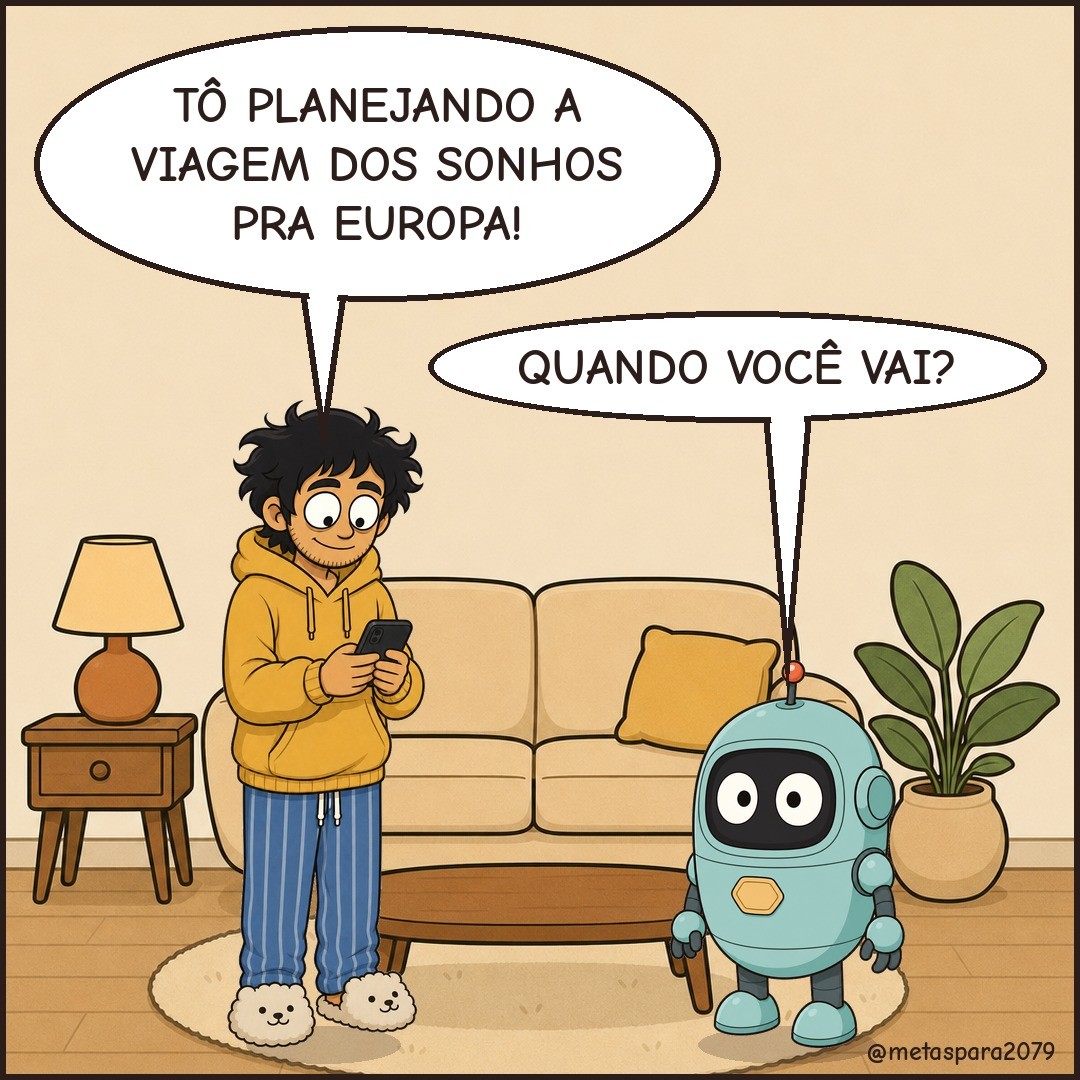 TÔ PLANEJANDO A
VIAGEM DOS SONHOS
PRA EUROPA!
QUANDO VOCÊ VAI?
@metaspara2079